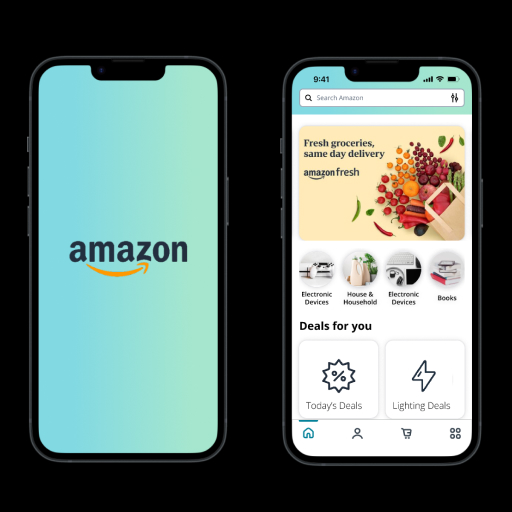 amazon
9:41
Search Amazon
Fresh groceries,
same day delivery
amazon fresh
Electronic
Devices
House &
Household
Electronic
Devices
Books
Deals for you
Today's Deals
Lighting Deals